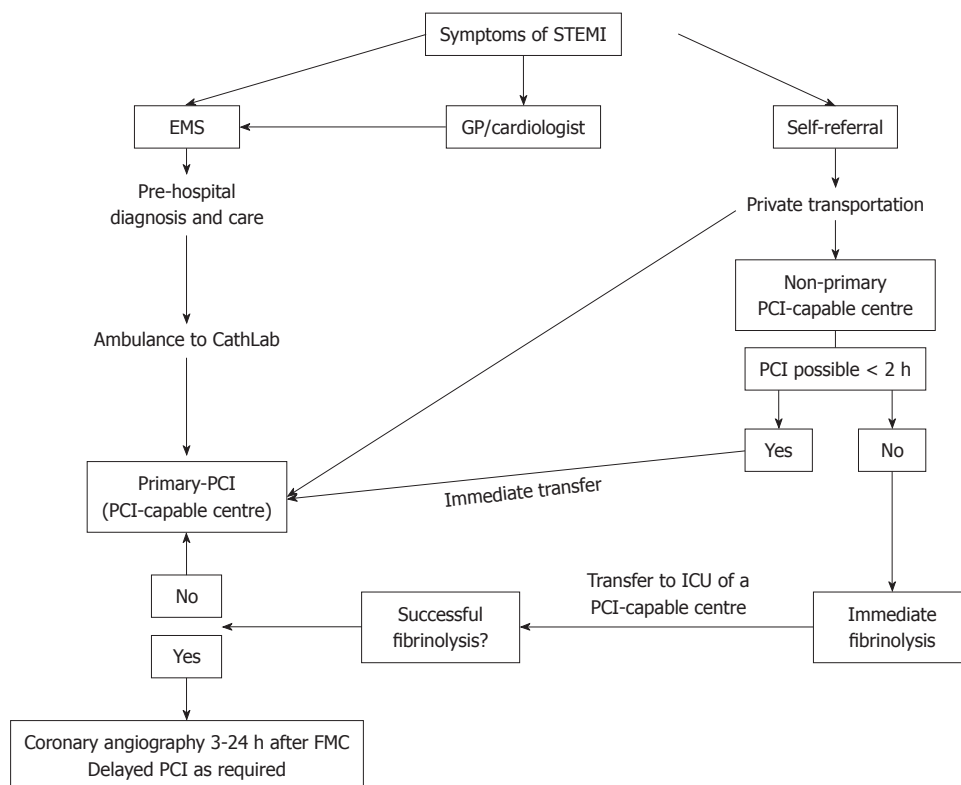 Symptoms of STEMI
EMS
GP/cardiologist
Self-referral
Pre-hospital
diagnosis and care
Private transportation
Non-primary
PCI-capable centre
Ambulance to CathLab
PCI possible < 2 h
Yes
No
Primary-PCI
(PCI-capable centre)
Immediate transfer
No
Transfer to ICU of a
PCI-capable centre
Successful
fibrinolysis?
Immediate
fibrinolysis
Yes
Coronary angiography 3-24 h after FMC
Delayed PCI as required